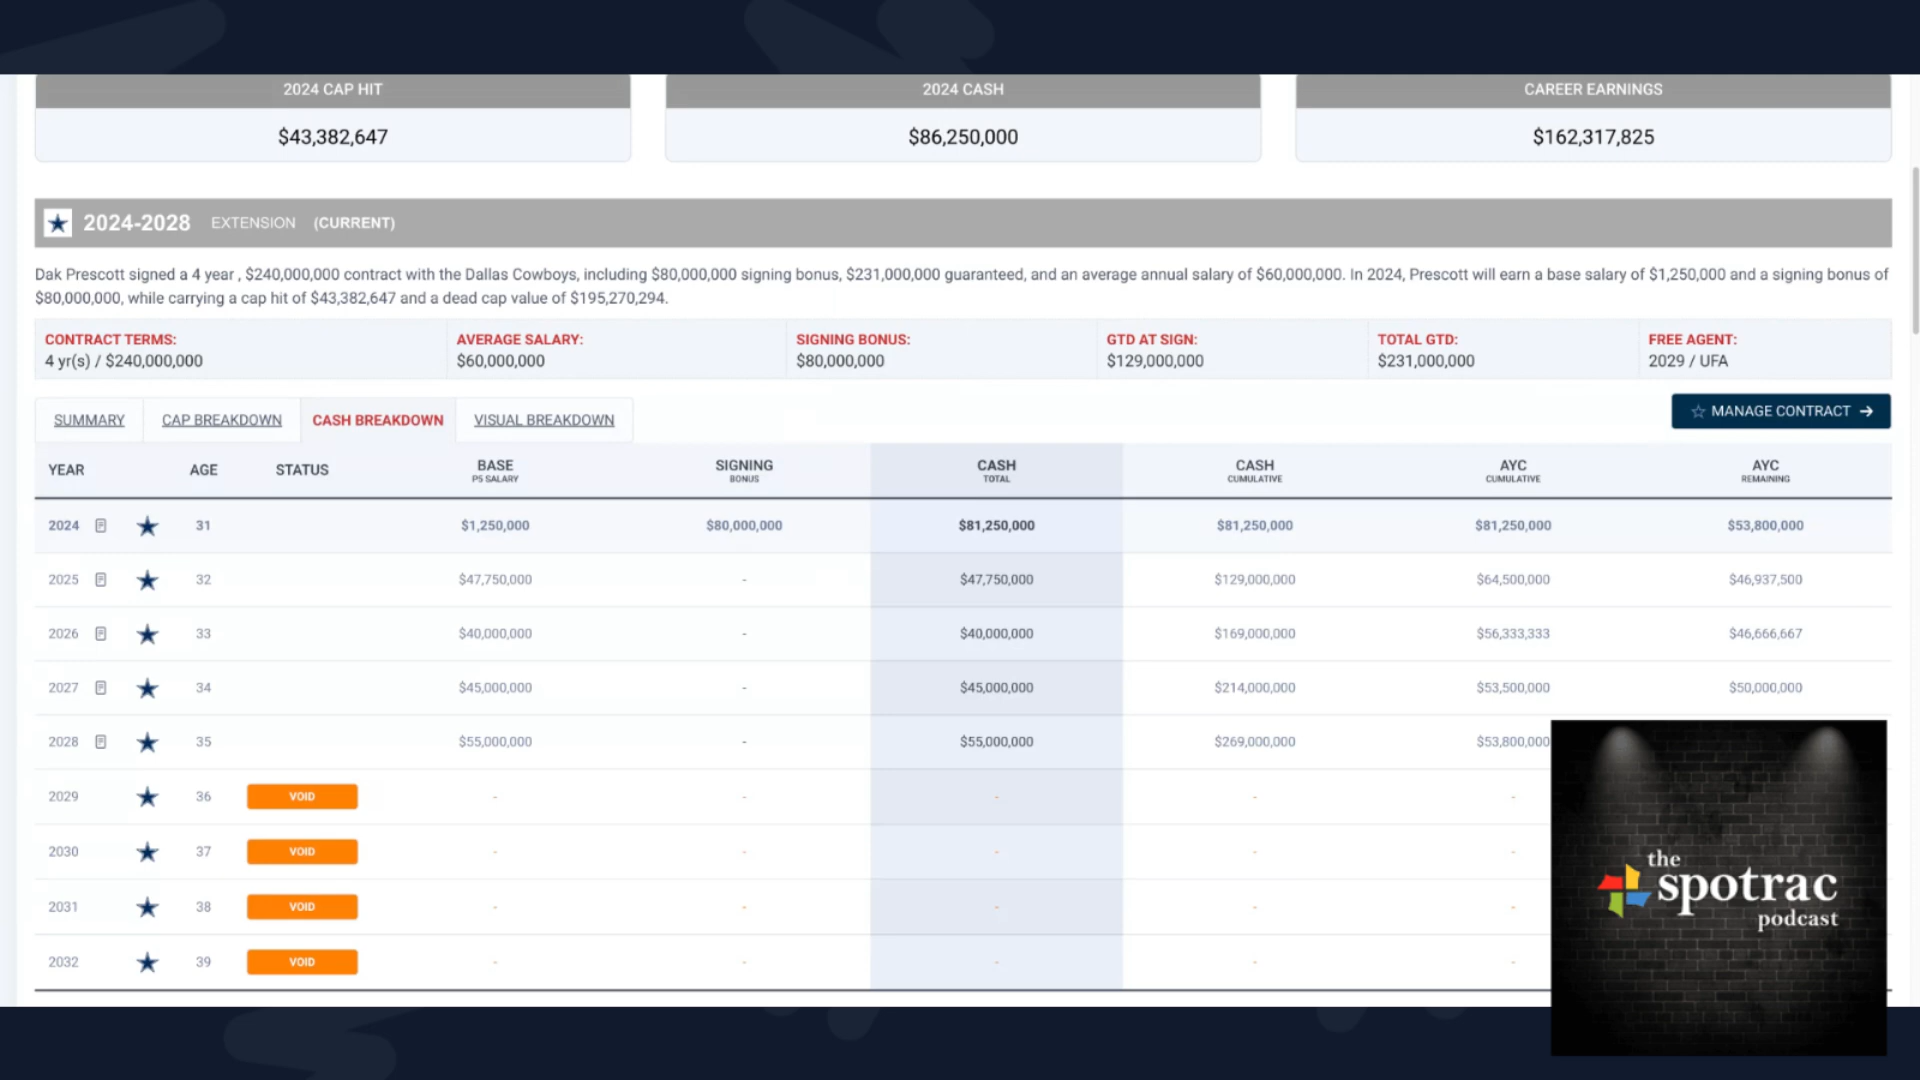 2024 CAP HIT 2024 CASH CAREER EARNINGS
$43,382,647 $86,250,000 $162,317,825
2024-2028 EXTENSION (CURRENT)
Dak Prescott signed a 4 year , $240,000,000 contract with the Dallas Cowboys, including $80,000,000 signing bonus, $231,000,000 guaranteed, and an average annual salary of $60,000,000. In 2024, Prescott will earn a base salary of $1,250,000 and a signing bonus of
$80,000,000, while carrying a cap hit of $43,382,647 and a dead cap value of $195,270,294.
CONTRACT TERMS: AVERAGE SALARY: SIGNING BONUS: GTD AT SIGN: TOTAL GTD: FREE AGENT:
4 yr(s) / $240,000,000 $60,000,000 $80,000,000 $129,000,000 $231,000,000 2029 / UFA
SUMMARY CAP BREAKDOWN CASH BREAKDOWN VISUAL BREAKDOWN MANAGE CONTRACT
YEAR AGE STATUS BASE SIGNING CASH CASH AYC AYC
P5 SALARY BONUS TOTAL CUMULATIVE CUMULATIVE REMAINING
2024 31 $1,250,000 $80,000,000 $81,250,000 $81,250,000 $81,250,000 $53,800,000
2025 32 $47,750,000 - $47,750,000 $129,000,000 $64,500,000 $46,937,500
2026 33 $40,000,000 - $40,000,000 $169,000,000 $56,333,333 $46,666,667
2027 34 $45,000,000 - $45,000,000 $214,000,000 $53,500,000 $50,000,000
2028 35 $55,000,000 - $55,000,000 $269,000,000 $53,800,000
2029 36 VOID - - - - -
2030 37 VOID - - - - -
2031 38 VOID - - - - -
2032 39 VOID - - - - -
the
spotrac
podcast